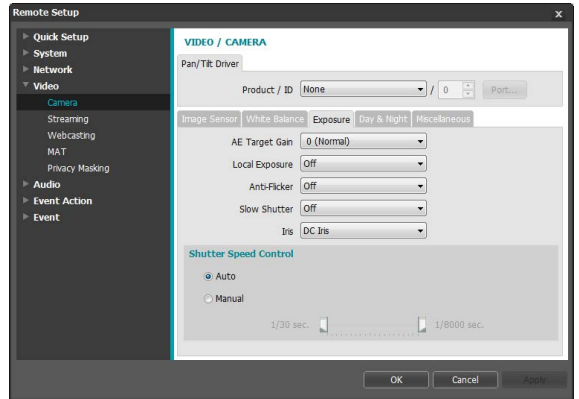 Remote Setup x
Quick Setup
System
Network
Video
Camera
Streaming
Webcasting
MAT
Privacy Masking
Audio
Event Action
Event
VIDEO / CAMERA
Pan/Tilt Driver
Product / ID None / 0 Port...
Image Sensor White Balance Exposure Day & Night Miscellaneous
AE Target Gain 0 (Normal)
Local Exposure Off
Anti-Flicker Off
Slow Shutter Off
Iris DC Iris
Shutter Speed Control
Auto
Manual
1/30 sec. 1/8000 sec.
OK Cancel Apply